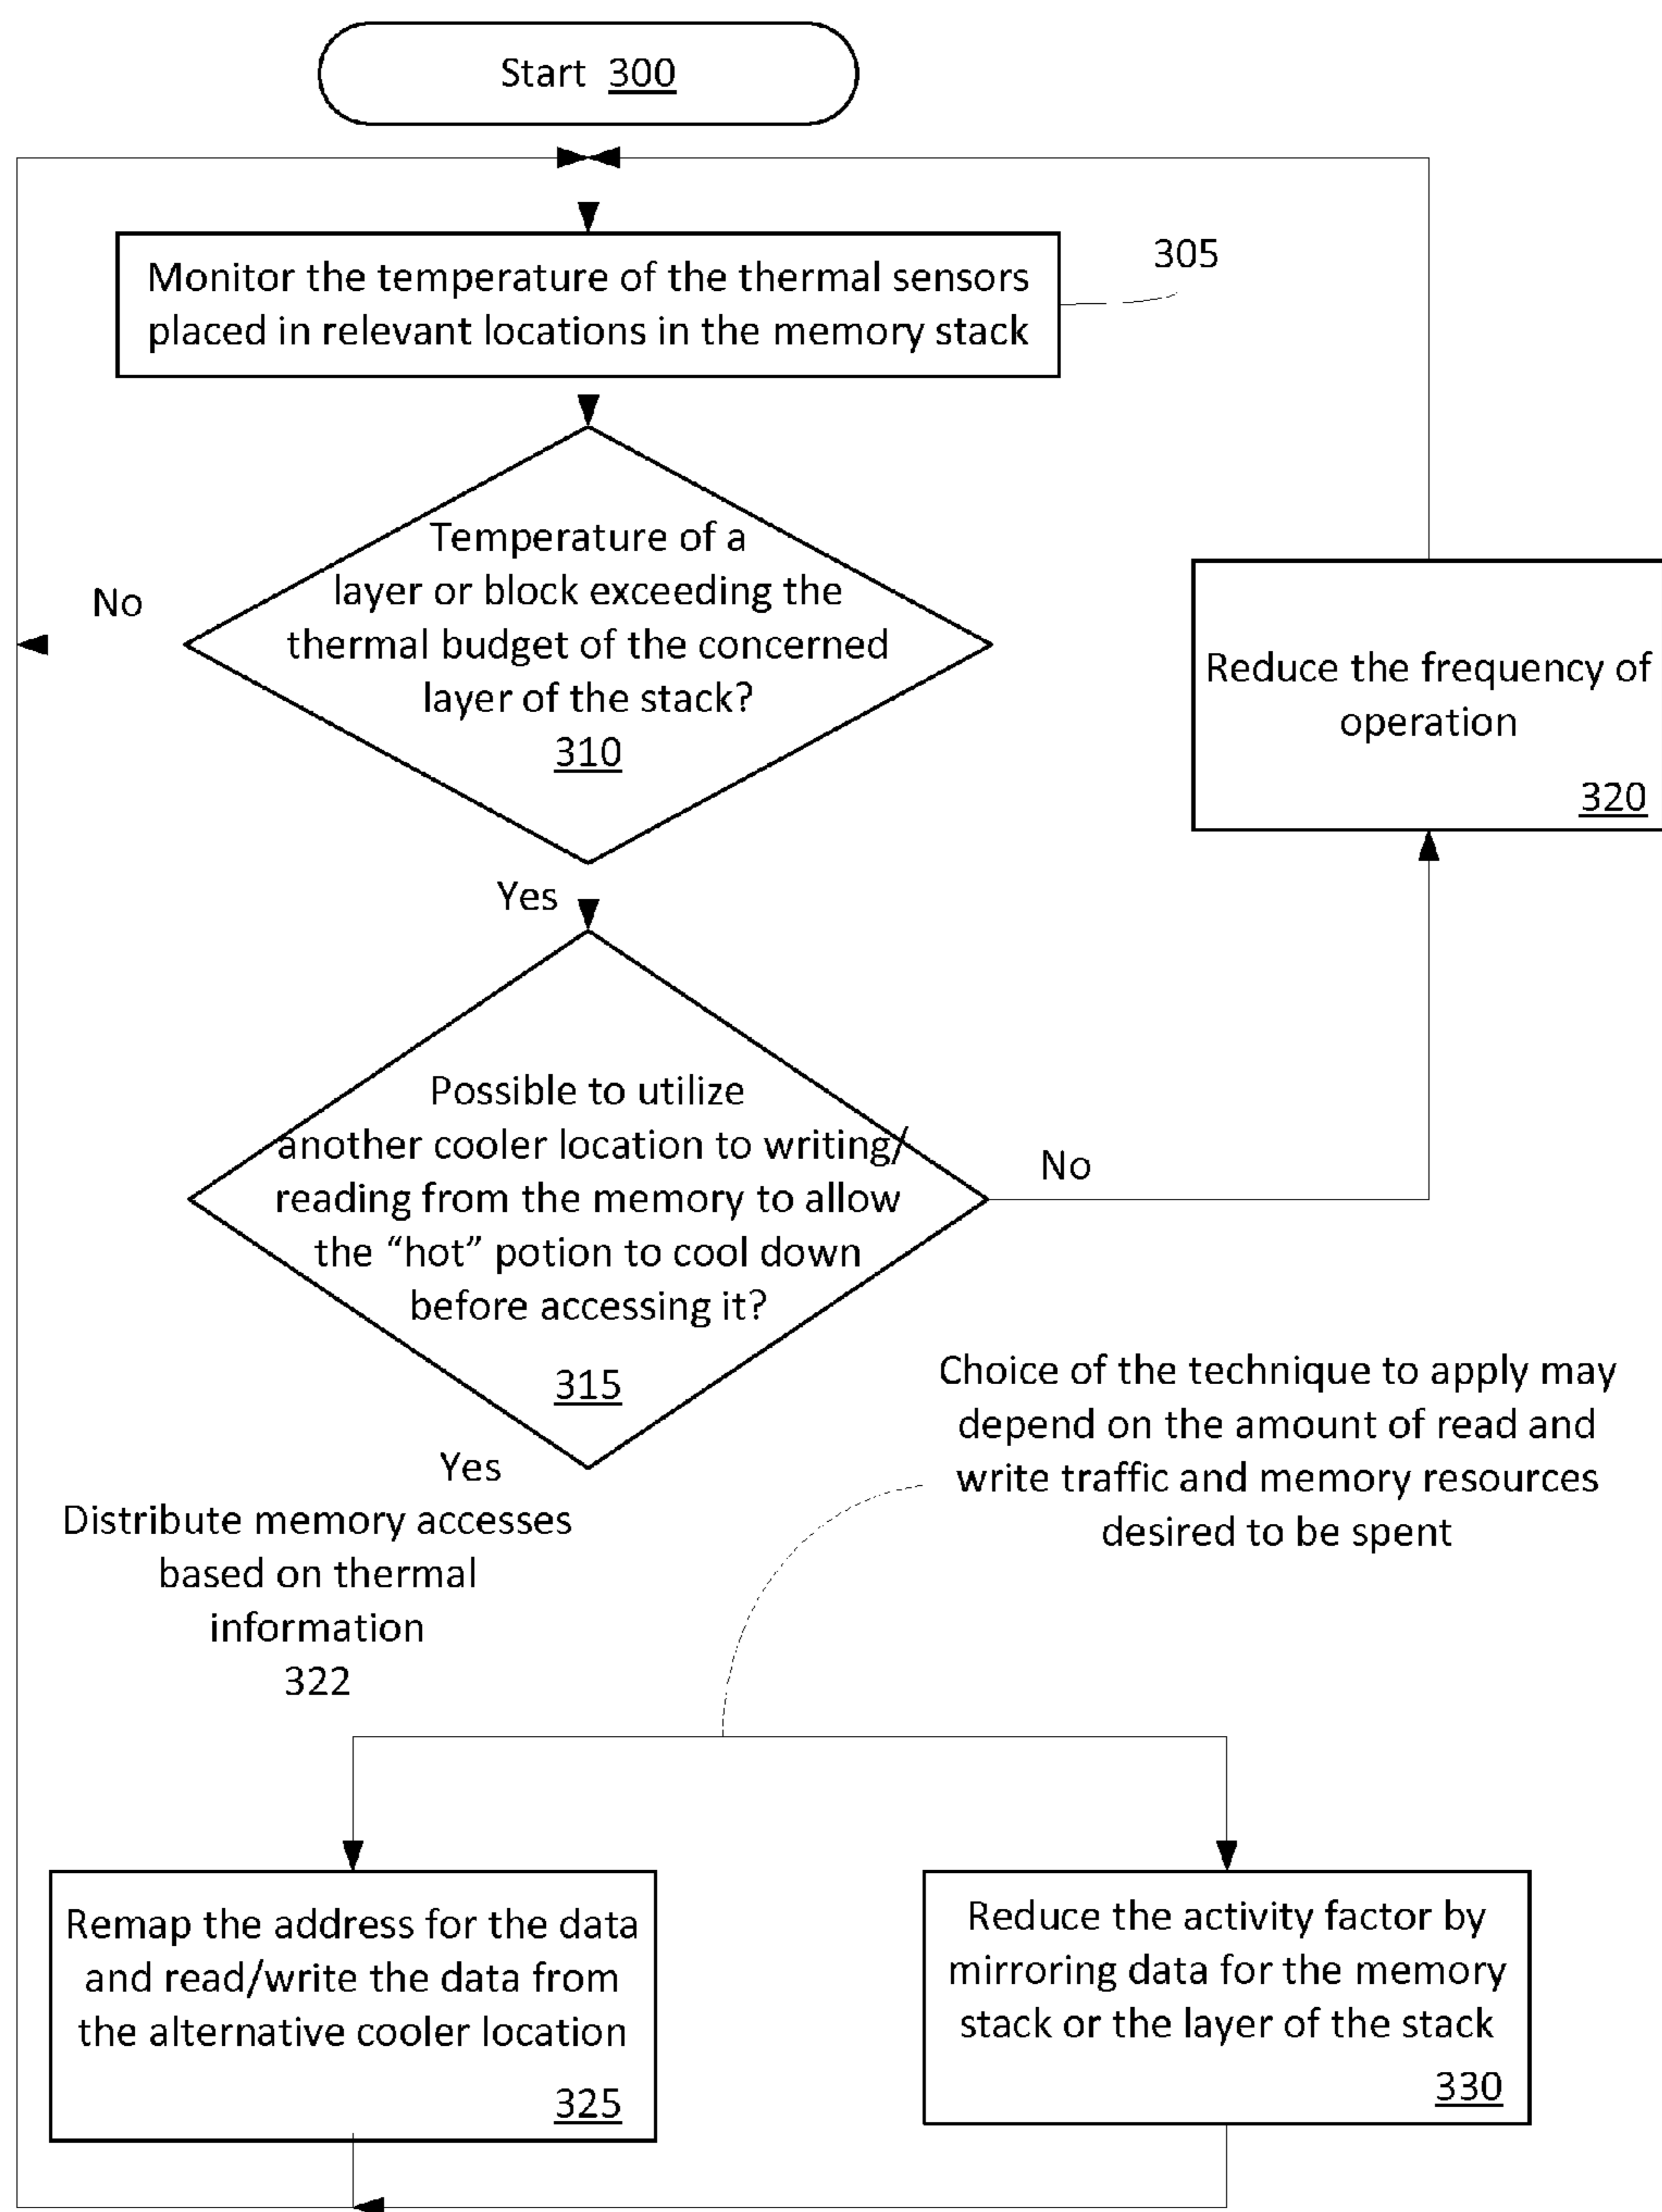 Start 300
Monitor the temperature of the thermal sensors
placed in relevant locations in the memory stack
305
Temperature of a
layer or block exceeding the
thermal budget of the concerned
layer of the stack?
310
No
Reduce the frequency of
operation
320
Yes
Possible to utilize
another cooler location to writing/
reading from the memory to allow
the “hot” potion to cool down
before accessing it?
315
No
Yes
Distribute memory accesses
based on thermal
information
322
Choice of the technique to apply may
depend on the amount of read and
write traffic and memory resources
desired to be spent
Remap the address for the data
and read/write the data from
the alternative cooler location
325
Reduce the activity factor by
mirroring data for the memory
stack or the layer of the stack
330